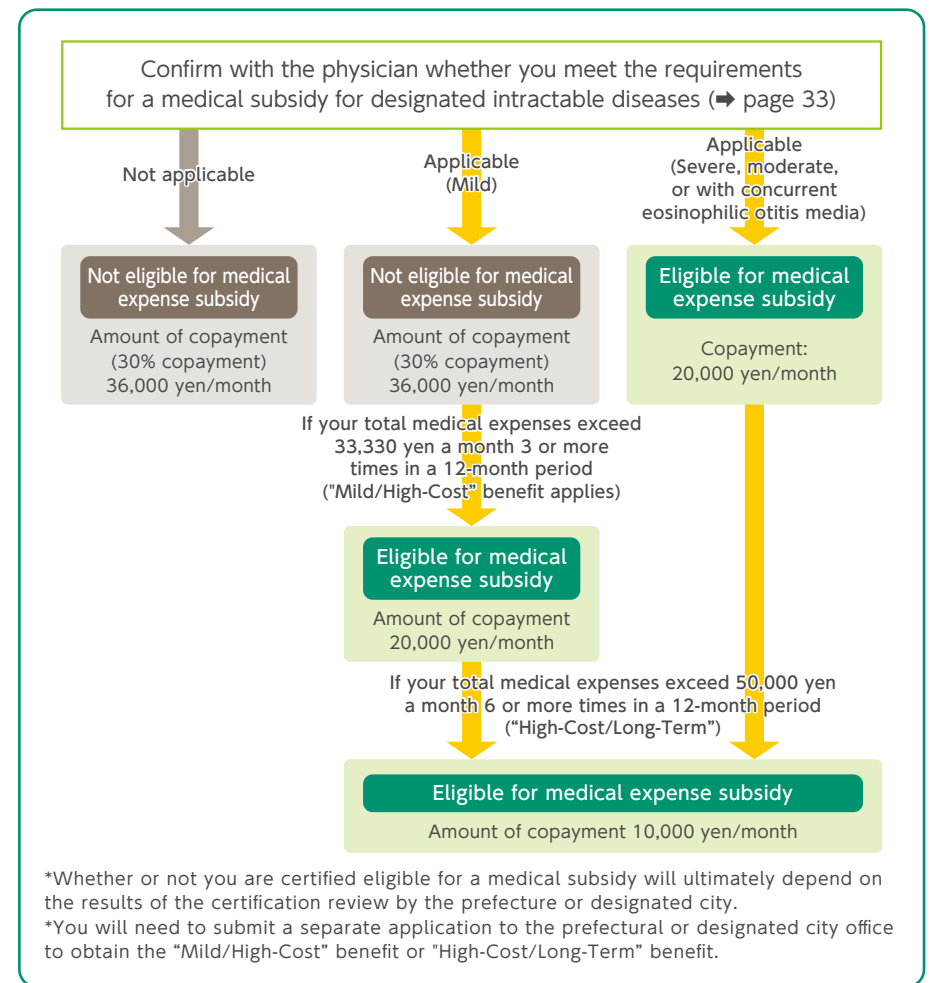 Confirm with the physician whether you meet the requirements
for a medical subsidy for designated intractable diseases (➡ page 33)
Not applicable
Applicable
(Mild)
Applicable
(Severe, moderate,
or with concurrent
eosinophilic otitis media)
Not eligible for medical
expense subsidy
Amount of copayment
(30% copayment)
36,000 yen/month
Not eligible for medical
expense subsidy
Amount of copayment
(30% copayment)
36,000 yen/month
Eligible for medical
expense subsidy
Copayment:
20,000 yen/month
If your total medical expenses exceed
33,330 yen a month 3 or more
times in a 12-month period
("Mild/High-Cost” benefit applies)
Eligible for medical
expense subsidy
Amount of copayment
20,000 yen/month
If your total medical expenses exceed 50,000 yen
a month 6 or more times in a 12-month period
(“High-Cost/Long-Term”)
Eligible for medical expense subsidy
Amount of copayment 10,000 yen/month
*Whether or not you are certified eligible for a medical subsidy will ultimately depend on
the results of the certification review by the prefecture or designated city.
*You will need to submit a separate application to the prefectural or designated city office
to obtain the “Mild/High-Cost” benefit or "High-Cost/Long-Term” benefit.